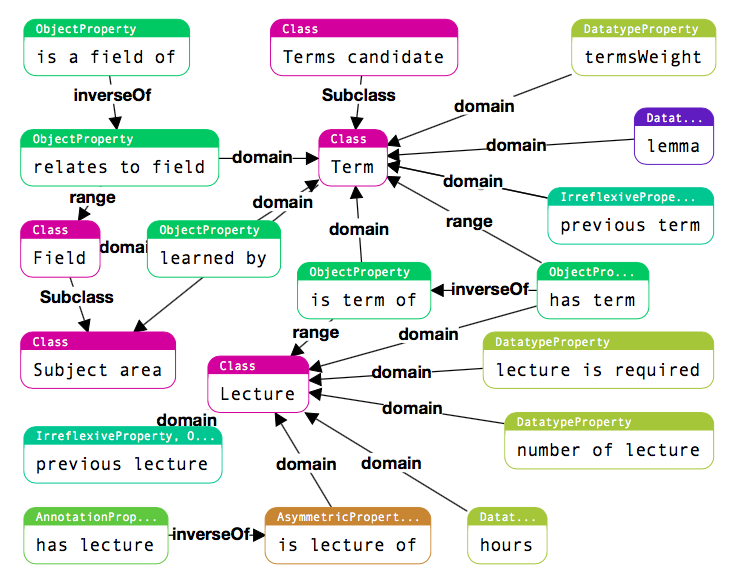 ObjectProperty
is a field of
Class
Terms candidate
DatatypeProperty
termsWeight
inverseOf
Subclass
domain
Datat...
lemma
ObjectProperty
relates to field
domain
Class
Term
domain
domain
IrreflexivePrope...
previous term
range
domain
range
Class
Field
domai
ObjectProperty
learned by
domain
ObjectProperty
is term of
inverseOf
ObjectPro...
has term
Subclass
range
domain
Class
Subject area
DatatypeProperty
lecture is required
Class
Lecture
domain
domain
DatatypeProperty
number of lecture
domain
IrreflexiveProperty, O...
previous lecture
domain
domain
AnnotationProp...
has lecture
inverseOf
AsymmetricPropert...
is lecture of
Datat...
hours